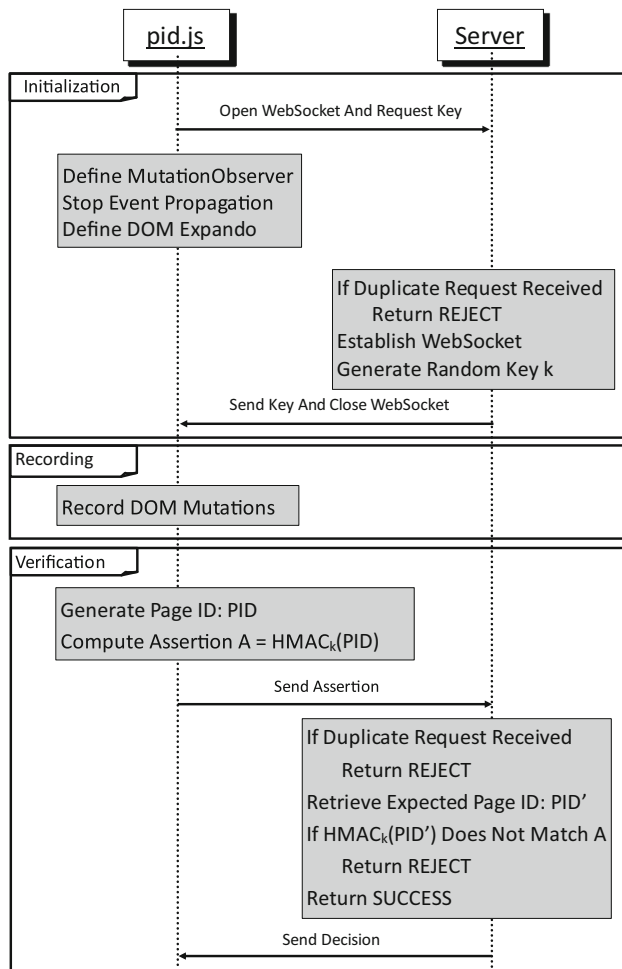 pid.js
Server
Initialization
Open WebSocket And Request Key
Define MutationObserver
Stop Event Propagation
Define DOM Expando
If Duplicate Request Received
Return REJECT
Establish WebSocket
Generate Random Key k
Send Key And Close WebSocket
Recording
Record DOM Mutations
Verification
Generate Page ID: PID
Compute Assertion A = HMACₖ(PID)
Send Assertion
If Duplicate Request Received
Return REJECT
Retrieve Expected Page ID: PID’
If HMACₖ(PID’) Does Not Match A
Return REJECT
Return SUCCESS
Send Decision